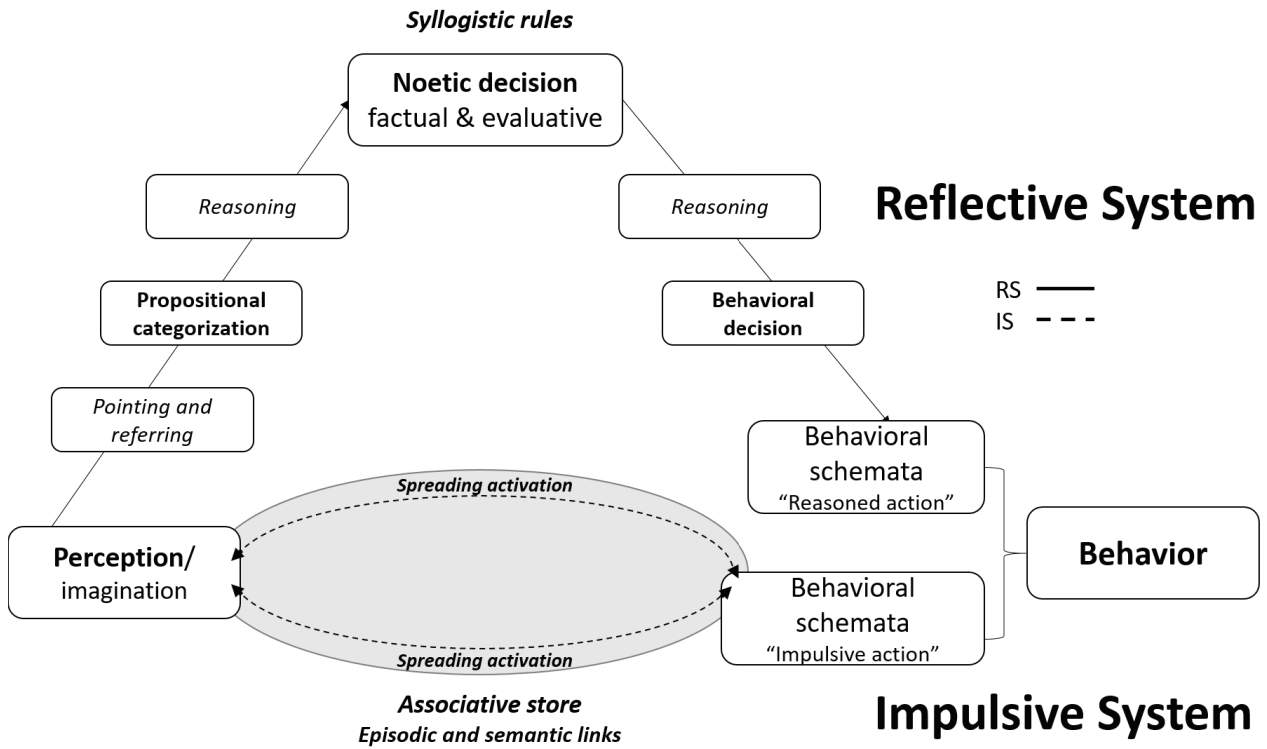 Syllogistic rules
Noetic decision
factual & evaluative
Reasoning
Reasoning
Reflective System
Propositional
categorization
Behavioral
decision
RS
IS
Pointing and
referring
Behavioral
schemata
“Reasoned action”
Spreading activation
Perception/
imagination
Behavior
Behavioral
schemata
“Impulsive action”
Spreading activation
Associative store
Episodic and semantic links
Impulsive System